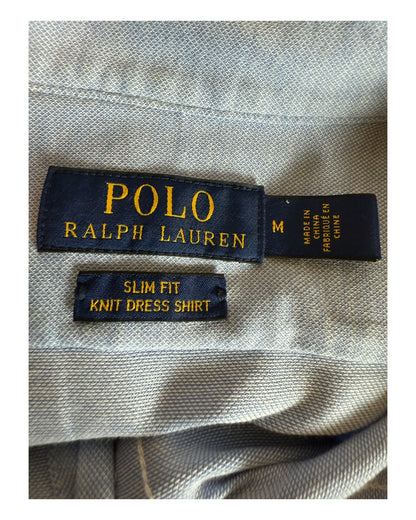 POLO
RALPH LAUREN
M
MADE IN
CHINA
FABRIQUÉ EN
CHINE
SLIM FIT
KNIT DRESS SHIRT